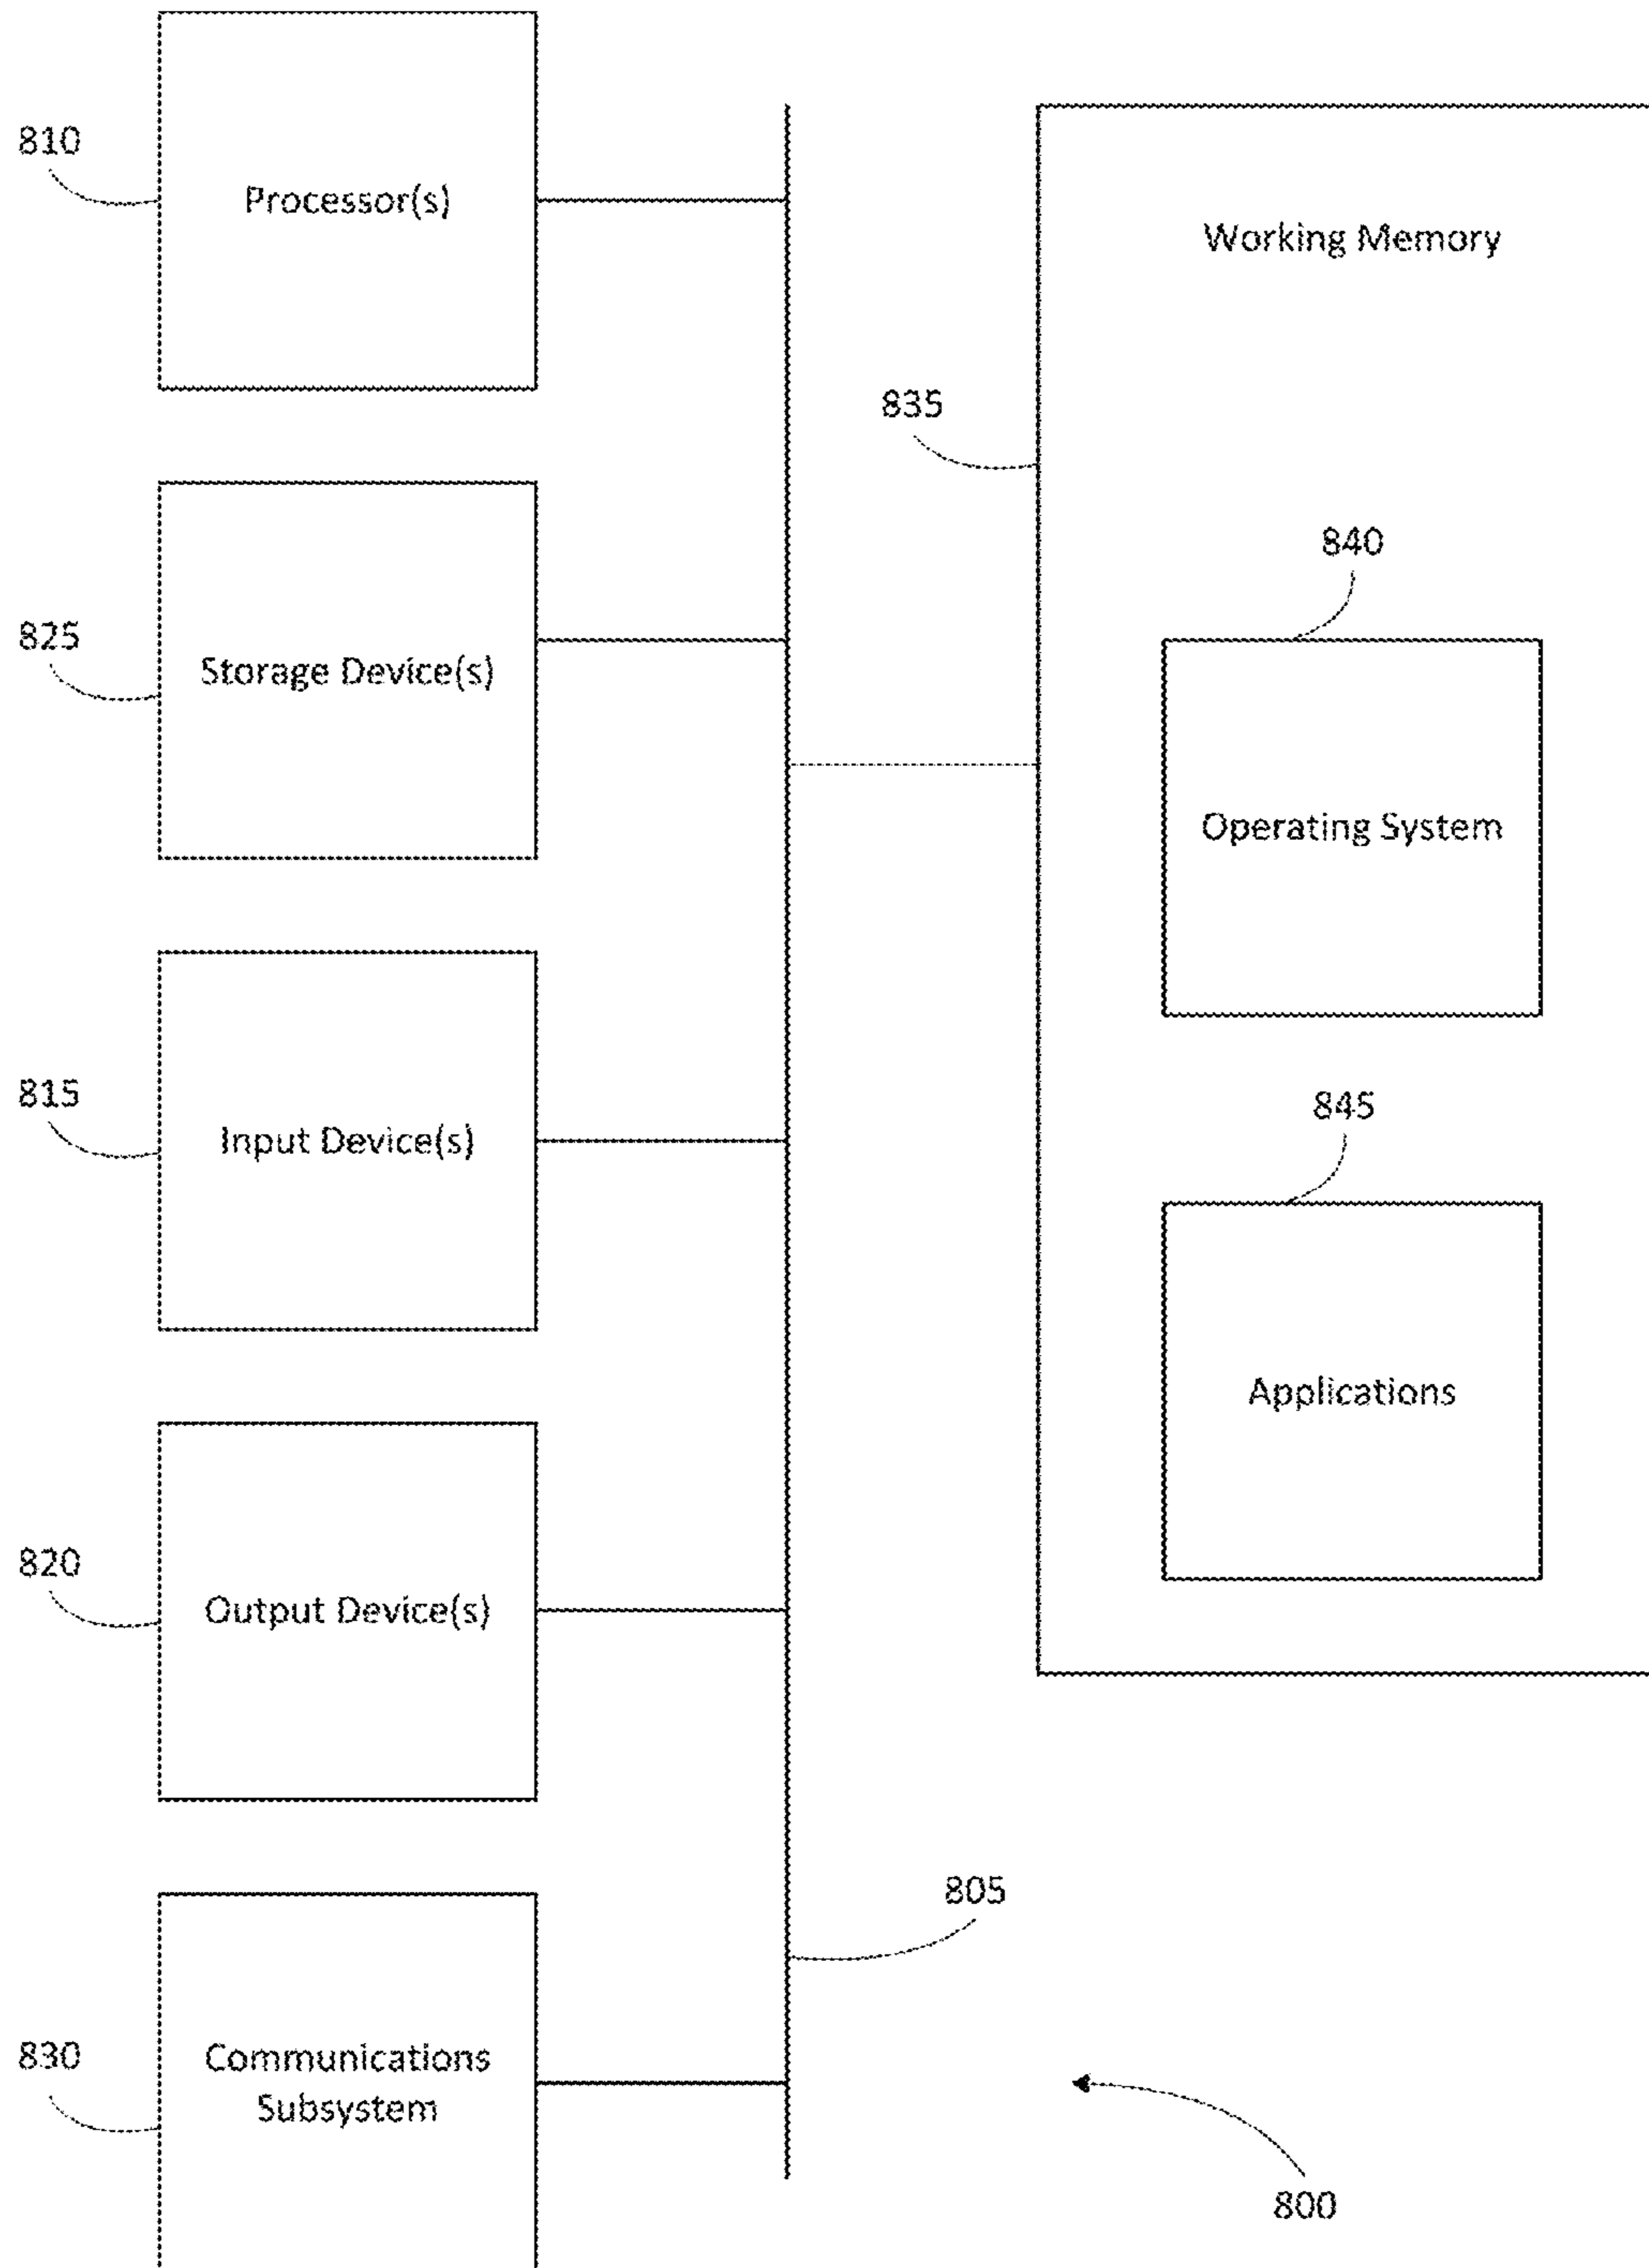 810
Processor(s)
Working Memory
835
840
825
Storage Device(s)
Operating System
815
Input Device(s)
845
Applications
820
Output Device(s)
805
830
Communications
Subsystem
800